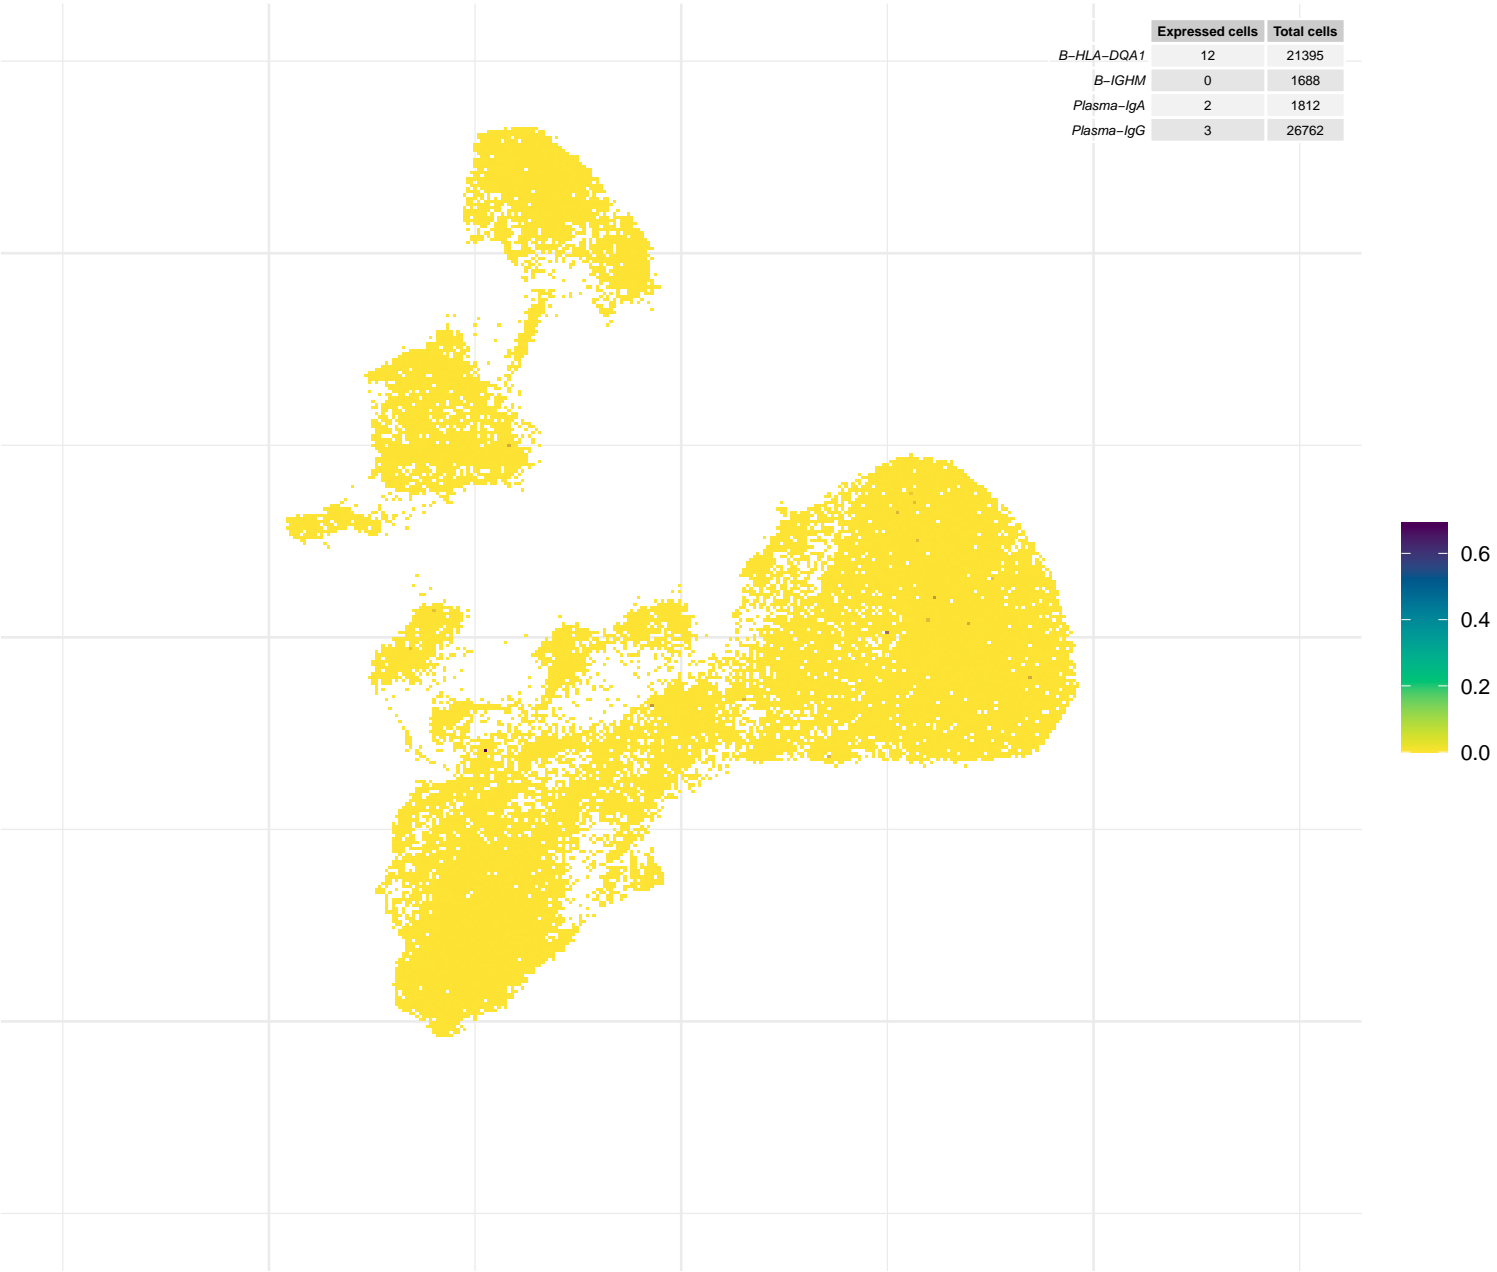 Expressed cells Total cells
B−HLA−DQA1 12 21395
B−IGHM 0 1688
Plasma−IgA 2 1812
Plasma−IgG 3 26762
0.6
0.4
0.2
0.0